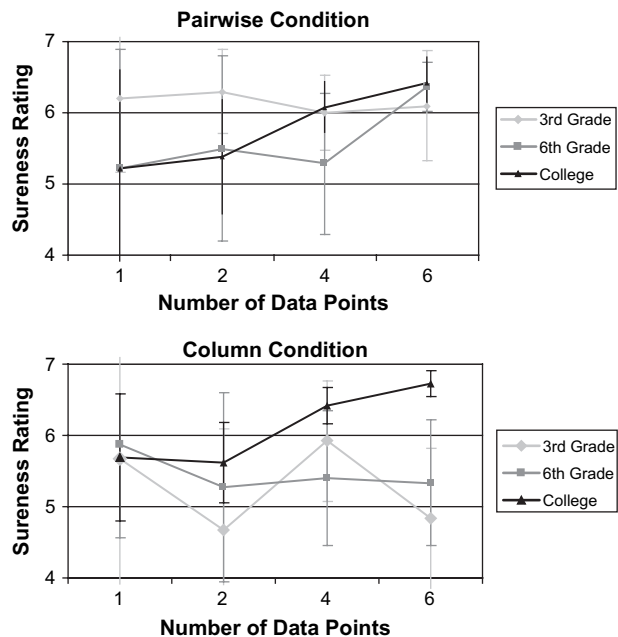 Pairwise Condition
7
6
5
4
Sureness Rating
1 2 4 6
Number of Data Points
3rd Grade
6th Grade
College
Column Condition
7
6
5
4
Sureness Rating
1 2 4 6
Number of Data Points
3rd Grade
6th Grade
College